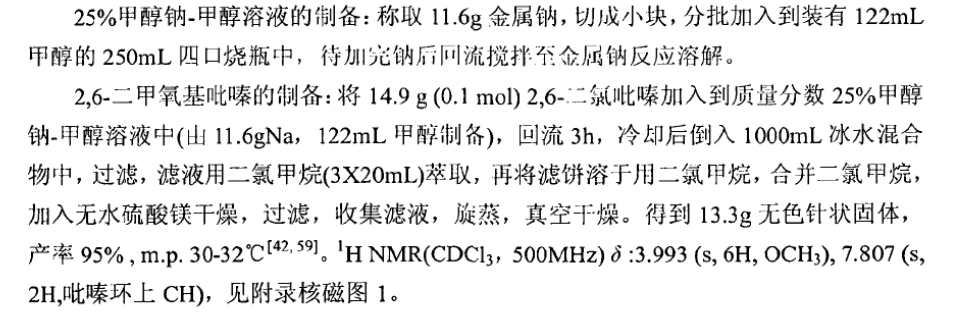 25%甲醇钠-甲醇溶液的制备：称取 11.6g 金属钠，切成小块，分批加入到装有 122mL
甲醇的 250mL 四口烧瓶中，待加完钠后回流搅拌至金属钠反应溶解。
2,6-二甲氧基吡嗪的制备：将 14.9 g (0.1 mol) 2,6-二氯吡嗪加入到质量分数 25%甲醇
钠-甲醇溶液中(由 11.6gNa，122mL 甲醇制备)，回流 3h，冷却后倒入 1000mL 冰水混合
物中，过滤，滤液用二氯甲烷(3X20mL)萃取，再将滤饼溶于用二氯甲烷，合并二氯甲烷，
加入无水硫酸镁干燥，过滤，收集滤液，旋蒸，真空干燥。得到 13.3g 无色针状固体，
产率 95% , m.p. 30-32℃[42, 59]。¹H NMR(CDCl₃，500MHz) δ :3.993 (s, 6H, OCH₃), 7.807 (s,
2H,吡嗪环上 CH)，见附录核磁图 1。